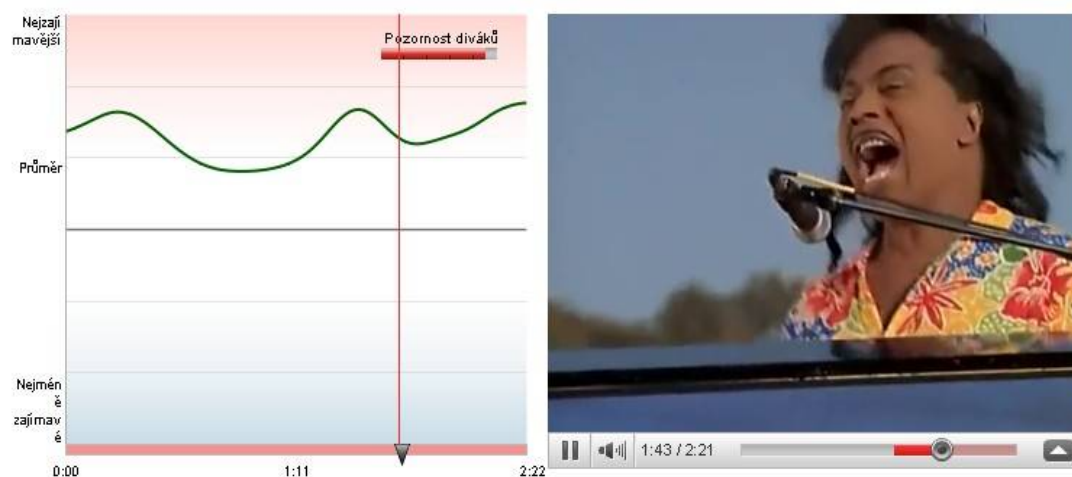 Nejzají
mavější
Pozornost diváků
Průměr
Nejmén
ě
zajímav
é
0:00
1:11
2:22
1:43 / 2:21